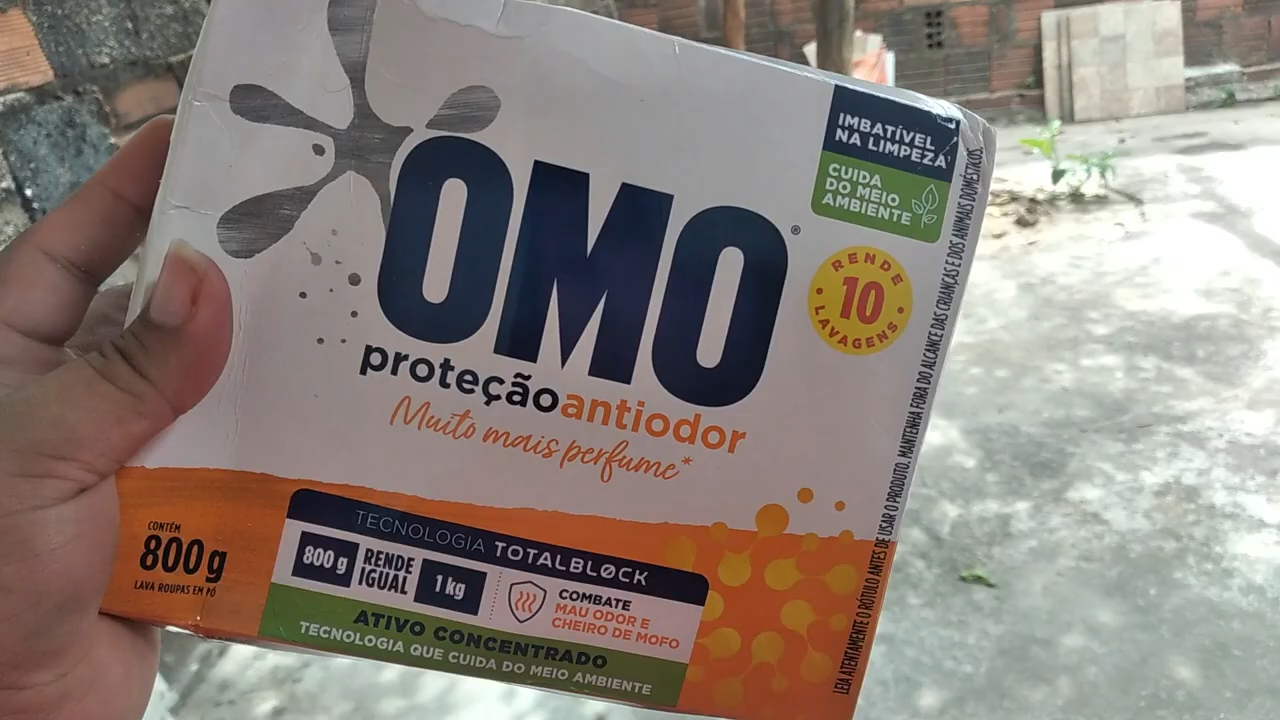 OMO®
IMBATÍVEL
NA LIMPEZA¹
CUIDA
DO MEIO
AMBIENTE
RENDE
10
LAVAGENS
proteçãoantiodor
Muito mais perfume*
CONTÉM
800g
LAVA ROUPAS EM PÓ
TECNOLOGIA TOTALBLØCK
800 g
RENDE
IGUAL
1 kg
COMBATE
MAU ODOR E
CHEIRO DE MOFO
ATIVO CONCENTRADO
TECNOLOGIA QUE CUIDA DO MEIO AMBIENTE
LEIA ATENTAMENTE O RÓTULO ANTES DE USAR O PRODUTO. MANTENHA FORA DO ALCANCE DAS CRIANÇAS E DOS ANIMAIS DOMÉSTICOS.